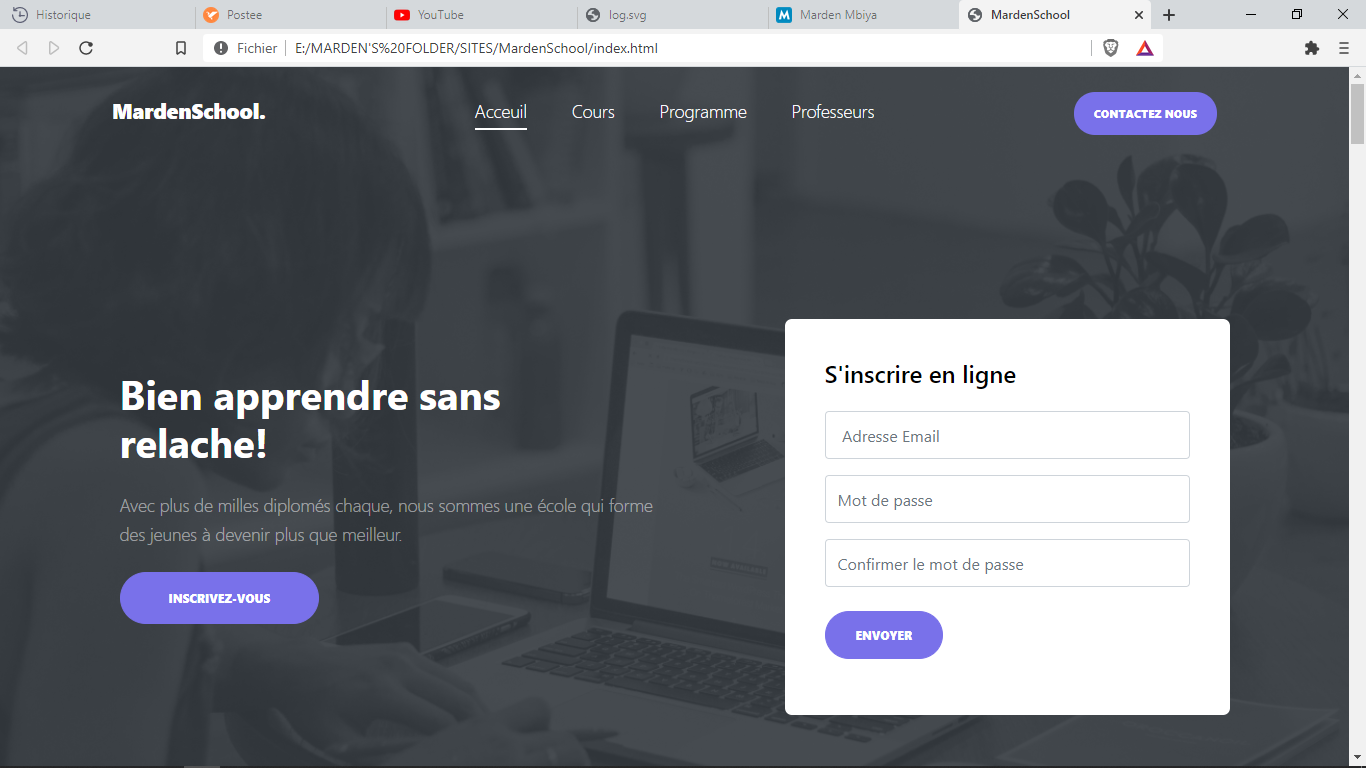 Historique
Postee
YouTube
log.svg
Marden Mbiya
MardenSchool
Fichier
E:/MARDEN'S%20FOLDER/SITES/MardenSchool/index.html
MardenSchool.
Acceuil
Cours
Programme
Professeurs
CONTACTEZ NOUS
Bien apprendre sans
relache!
Avec plus de milles diplomés chaque, nous sommes une école qui forme
des jeunes à devenir plus que meilleur.
INSCRIVEZ-VOUS
S'inscrire en ligne
Adresse Email
Mot de passe
Confirmer le mot de passe
ENVOYER